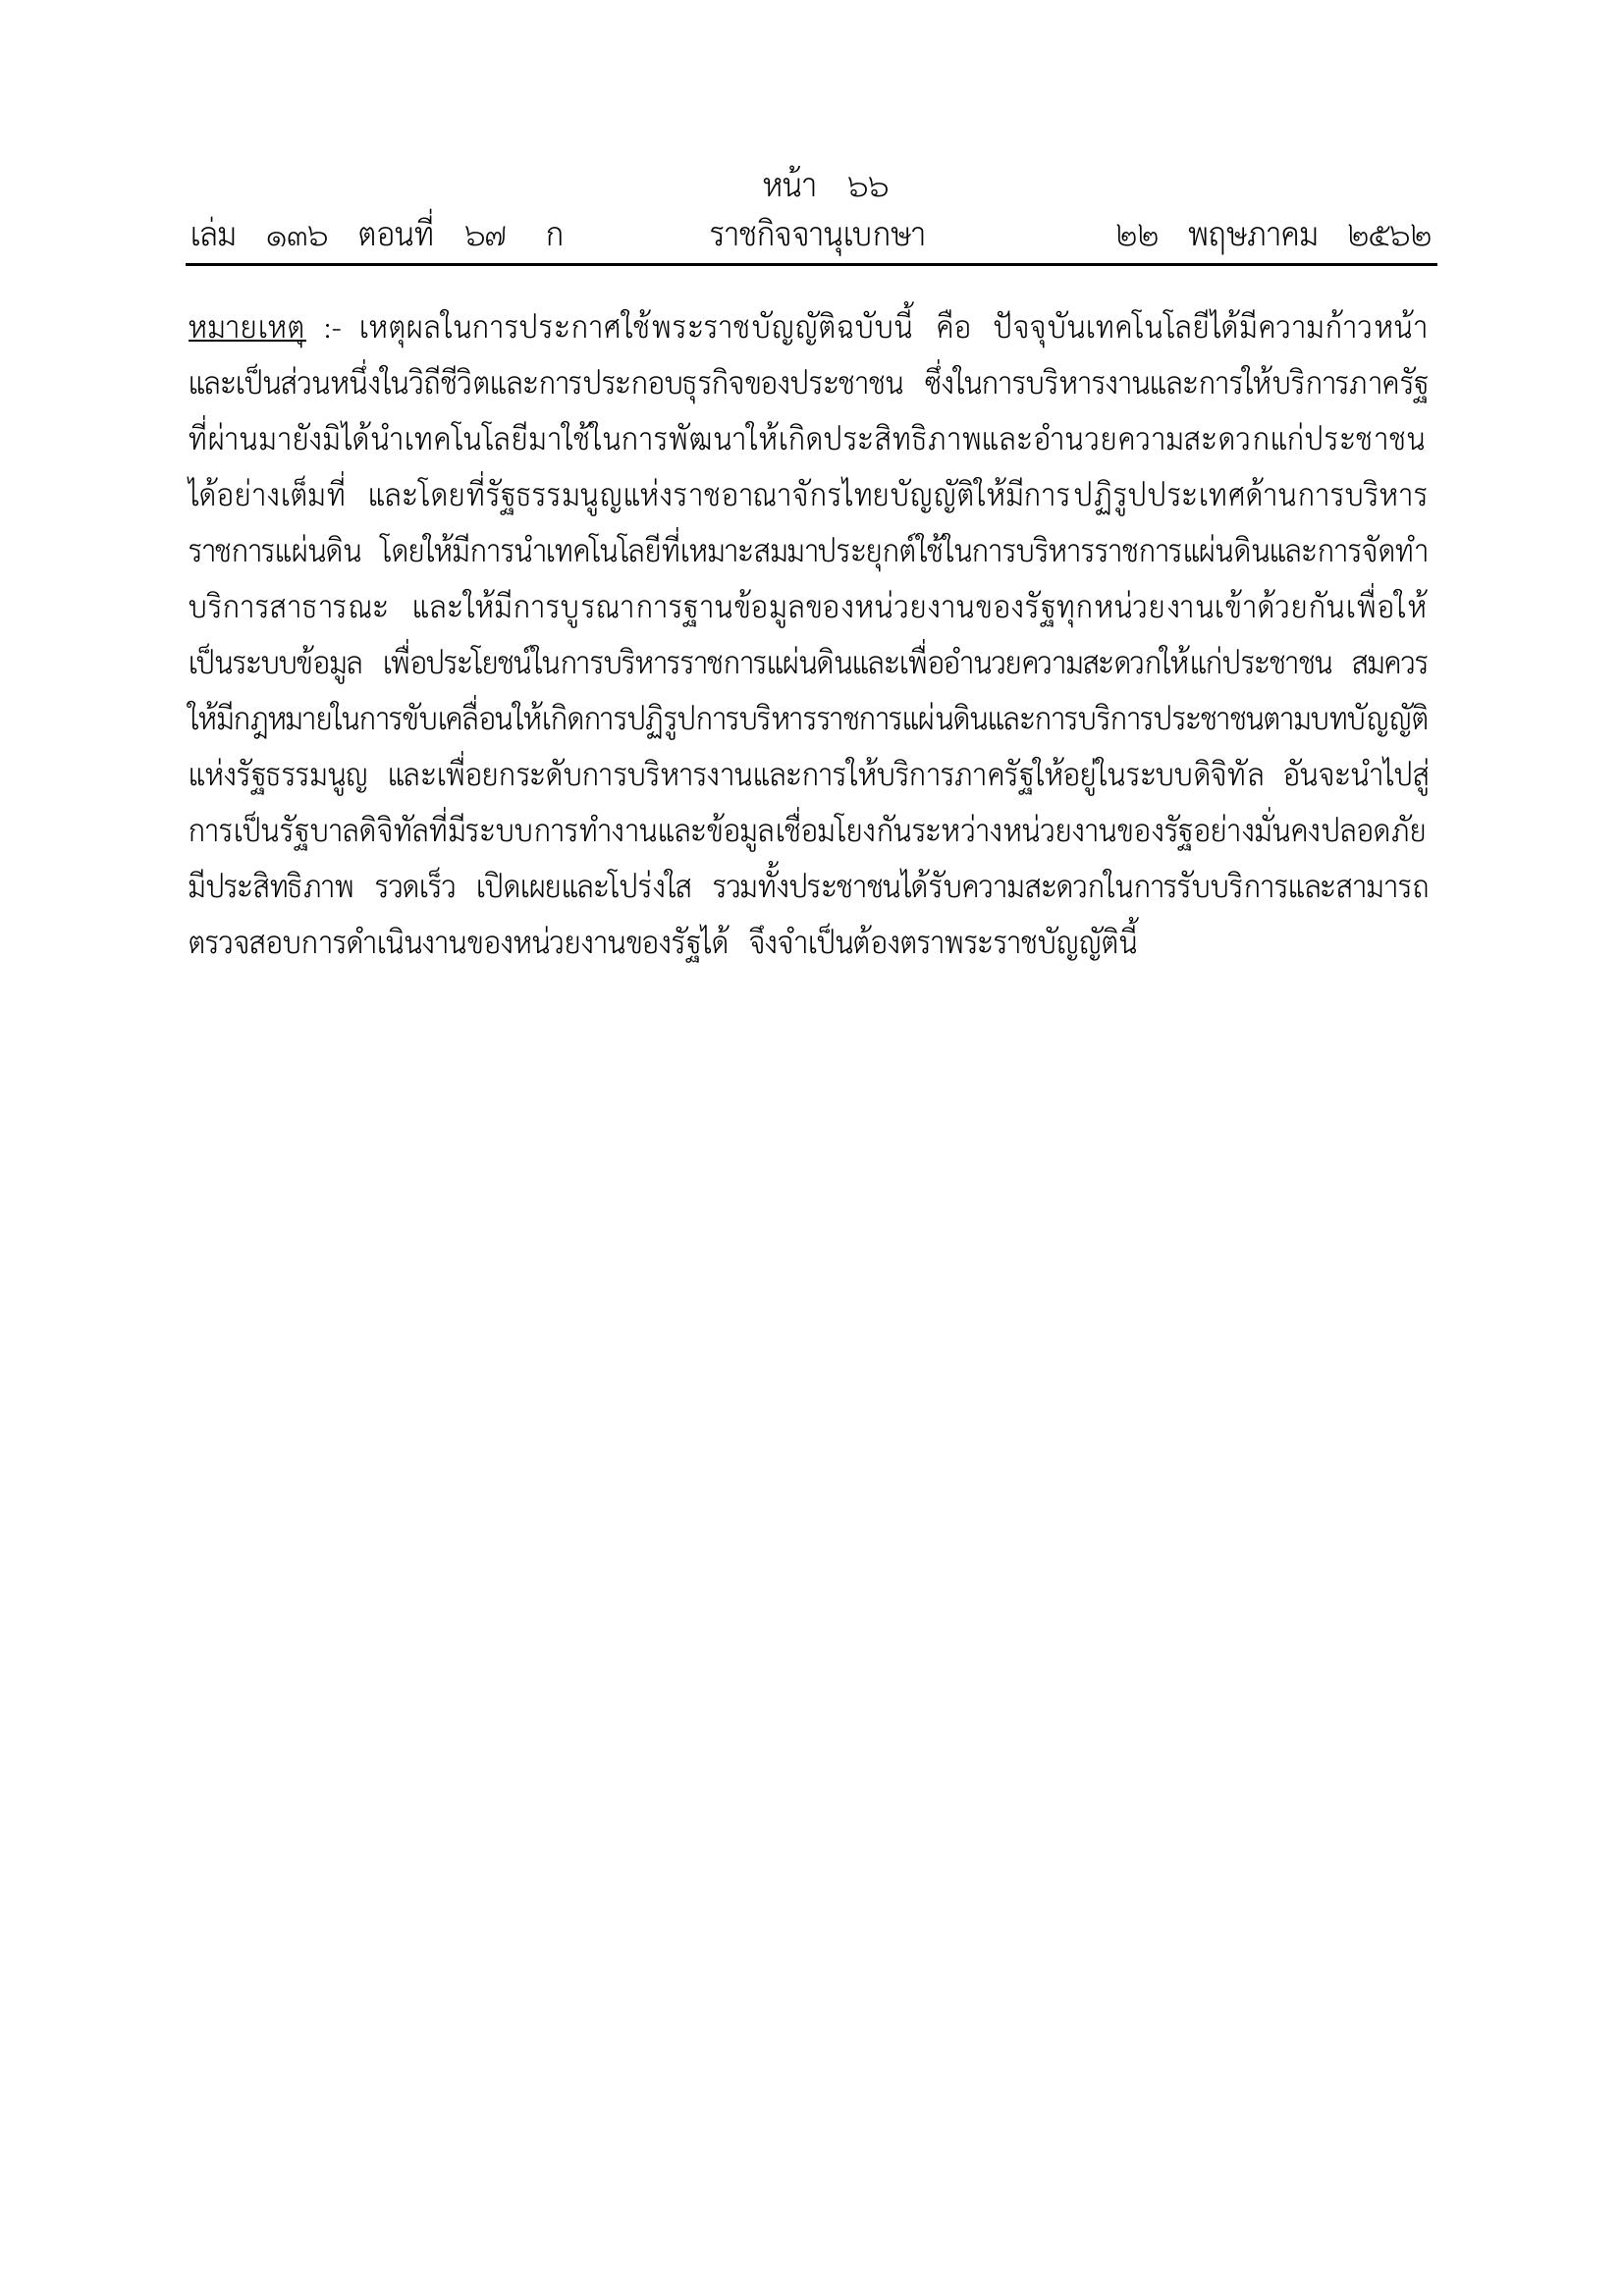 หน้า ๖๖
เล่ม ๑๓๖ ตอนที่ ๖๗ ก ราชกิจจานุเบกษา ๒๒ พฤษภาคม ๒๕๖๒
หมายเหตุ :- เหตุผลในการประกาศใช้พระราชบัญญัติฉบับนี้ คือ ปัจจุบันเทคโนโลยีได้มีความก้าวหน้า
และเป็นส่วนหนึ่งในวิถีชีวิตและการประกอบธุรกิจของประชาชน ซึ่งในการบริหารงานและการให้บริการภาครัฐ
ที่ผ่านมายังมิได้นำเทคโนโลยีมาใช้ในการพัฒนาให้เกิดประสิทธิภาพและอำนวยความสะดวกแก่ประชาชน
ได้อย่างเต็มที่ และโดยที่รัฐธรรมนูญแห่งราชอาณาจักรไทยบัญญัติให้มีการปฏิรูปประเทศด้านการบริหาร
ราชการแผ่นดิน โดยให้มีการนำเทคโนโลยีที่เหมาะสมมาประยุกต์ใช้ในการบริหารราชการแผ่นดินและการจัดทำ
บริการสาธารณะ และให้มีการบูรณาการฐานข้อมูลของหน่วยงานของรัฐทุกหน่วยงานเข้าด้วยกันเพื่อให้
เป็นระบบข้อมูล เพื่อประโยชน์ในการบริหารราชการแผ่นดินและเพื่ออำนวยความสะดวกให้แก่ประชาชน สมควร
ให้มีกฎหมายในการขับเคลื่อนให้เกิดการปฏิรูปการบริหารราชการแผ่นดินและการบริการประชาชนตามบทบัญญัติ
แห่งรัฐธรรมนูญ และเพื่อยกระดับการบริหารงานและการให้บริการภาครัฐให้อยู่ในระบบดิจิทัล อันจะนำไปสู่
การเป็นรัฐบาลดิจิทัลที่มีระบบการทำงานและข้อมูลเชื่อมโยงกันระหว่างหน่วยงานของรัฐอย่างมั่นคงปลอดภัย
มีประสิทธิภาพ รวดเร็ว เปิดเผยและโปร่งใส รวมทั้งประชาชนได้รับความสะดวกในการรับบริการและสามารถ
ตรวจสอบการดำเนินงานของหน่วยงานของรัฐได้ จึงจำเป็นต้องตราพระราชบัญญัตินี้